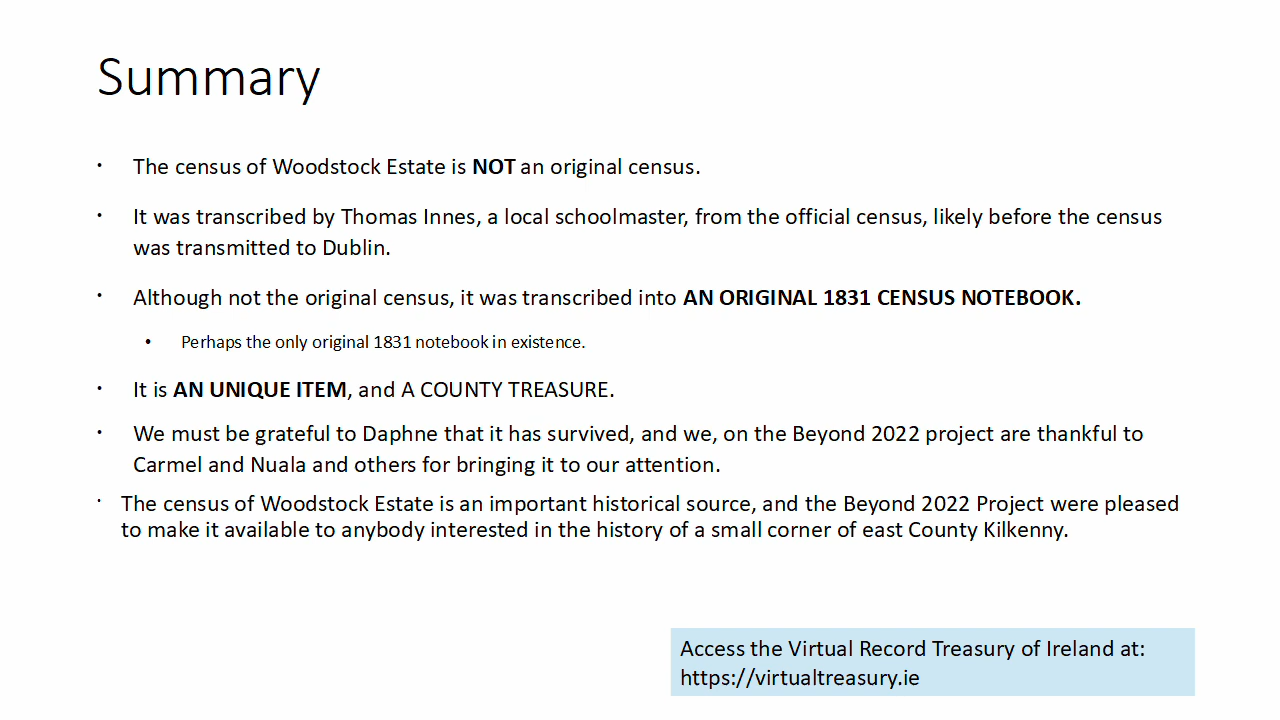 Summary
• The census of Woodstock Estate is NOT an original census.
• It was transcribed by Thomas Innes, a local schoolmaster, from the official census, likely before the census
was transmitted to Dublin.
• Although not the original census, it was transcribed into AN ORIGINAL 1831 CENSUS NOTEBOOK.
• Perhaps the only original 1831 notebook in existence.
• It is AN UNIQUE ITEM, and A COUNTY TREASURE.
• We must be grateful to Daphne that it has survived, and we, on the Beyond 2022 project are thankful to
Carmel and Nuala and others for bringing it to our attention.
• The census of Woodstock Estate is an important historical source, and the Beyond 2022 Project were pleased
to make it available to anybody interested in the history of a small corner of east County Kilkenny.
Access the Virtual Record Treasury of Ireland at:
https://virtualtreasury.ie